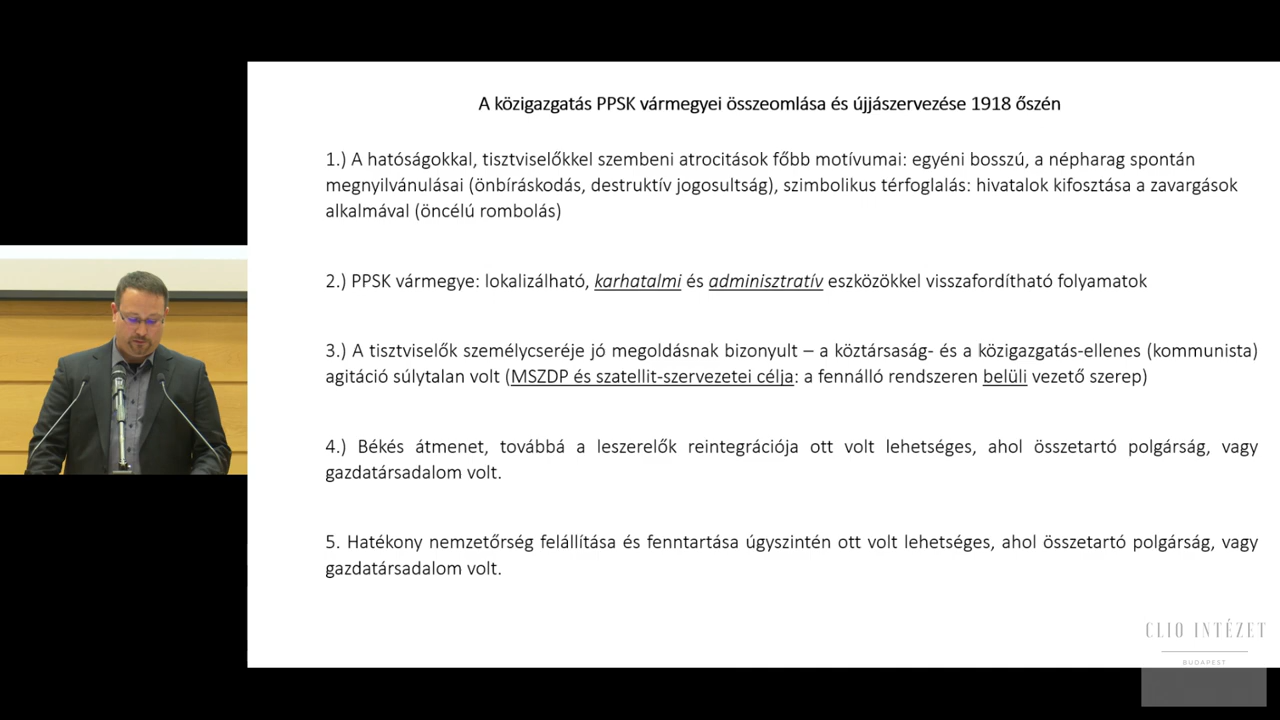 A közigazgatás PPSK vármegyei összeomlása és újjászervezése 1918 őszén
1.) A hatóságokkal, tisztviselőkkel szembeni atrocitások főbb motívumai: egyéni bosszú, a népharag spontán
megnyilvánulásai (önbíráskodás, destruktív jogosultság), szimbolikus térfoglalás: hivatalok kifosztása a zavargások
alkalmával (öncélú rombolás)
2.) PPSK vármegye: lokalizálható, karhatalmi és adminisztratív eszközökkel visszafordítható folyamatok
3.) A tisztviselők személycseréje jó megoldásnak bizonyult – a köztársaság- és a közigazgatás-ellenes (kommunista)
agitáció súlytalan volt (MSZDP és szatellit-szervezetei célja: a fennálló rendszeren belüli vezető szerep)
4.) Békés átmenet, továbbá a leszerelők reintegrációja ott volt lehetséges, ahol összetartó polgárság, vagy
gazdatársadalom volt.
5. Hatékony nemzetőrség felállítása és fenntartása úgyszintén ott volt lehetséges, ahol összetartó polgárság, vagy
gazdatársadalom volt.
CLIO INTÉZET
BUDAPEST